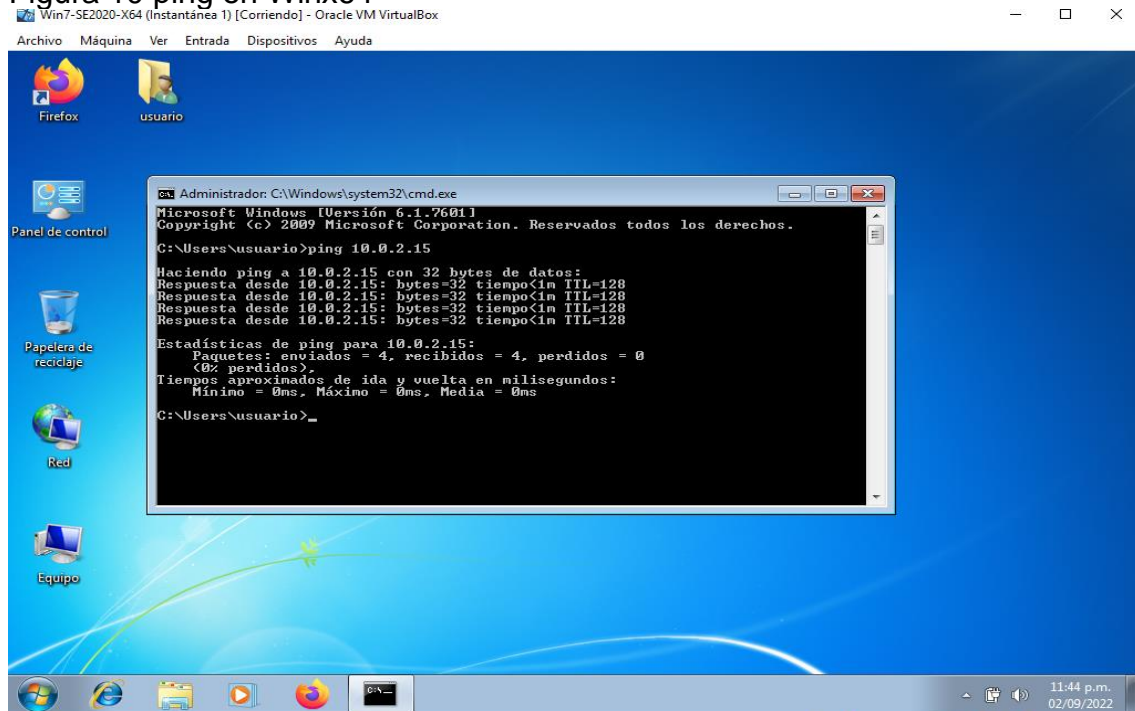 Win7-SE2020-X64 (Instantánea 1) [Corriendo] - Oracle VM VirtualBox
Archivo Máquina Ver Entrada Dispositivos Ayuda
Firefox
usuario
Panel de control
Papelera de
reciclaje
Red
Equipo
Administrador: C:\Windows\system32\cmd.exe
Microsoft Windows [Versión 6.1.7601]
Copyright (c) 2009 Microsoft Corporation. Reservados todos los derechos.
C:\Users\usuario>ping 10.0.2.15
Haciendo ping a 10.0.2.15 con 32 bytes de datos:
Respuesta desde 10.0.2.15: bytes=32 tiempo<1m TTL=128
Respuesta desde 10.0.2.15: bytes=32 tiempo<1m TTL=128
Respuesta desde 10.0.2.15: bytes=32 tiempo<1m TTL=128
Respuesta desde 10.0.2.15: bytes=32 tiempo<1m TTL=128
Estadísticas de ping para 10.0.2.15:
Paquetes: enviados = 4, recibidos = 4, perdidos = 0
(0% perdidos),
Tiempos aproximados de ida y vuelta en milisegundos:
Mínimo = 0ms, Máximo = 0ms, Media = 0ms
C:\Users\usuario>_
11:44 p.m.
02/09/2022